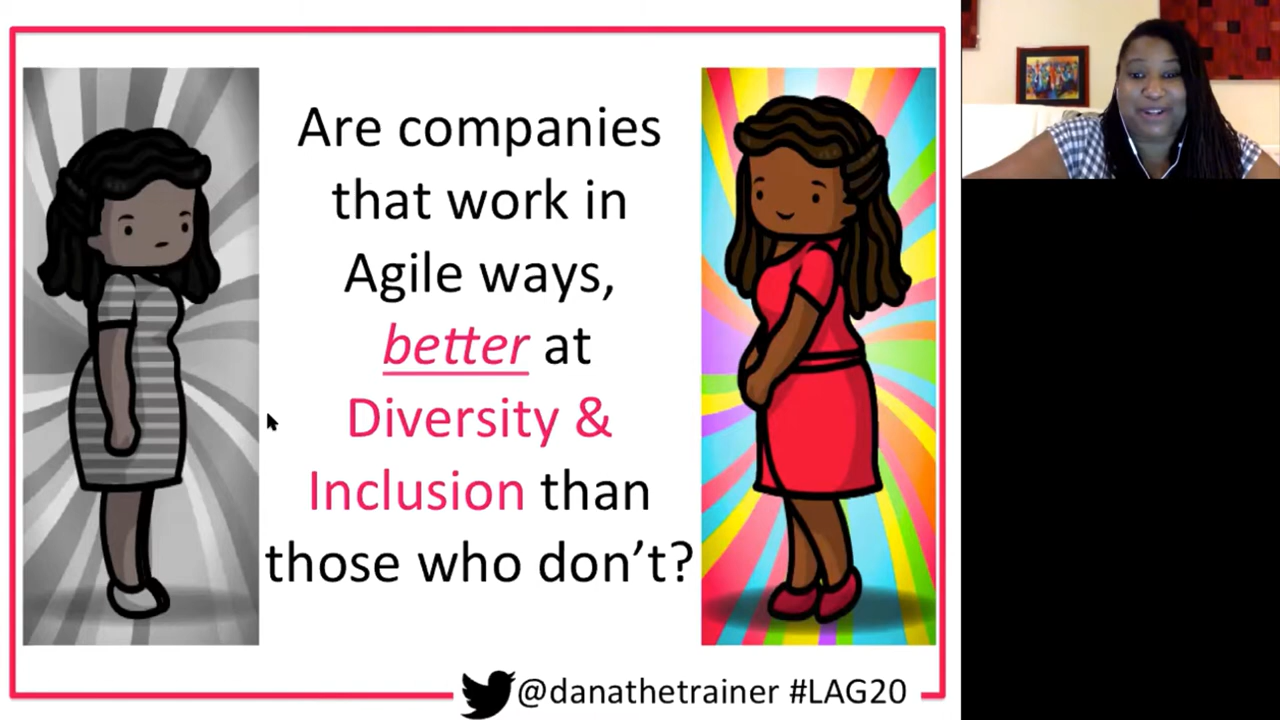 Are companies
that work in
Agile ways,
better at
Diversity &
Inclusion than
those who don’t?
@danathetrainer #LAG20